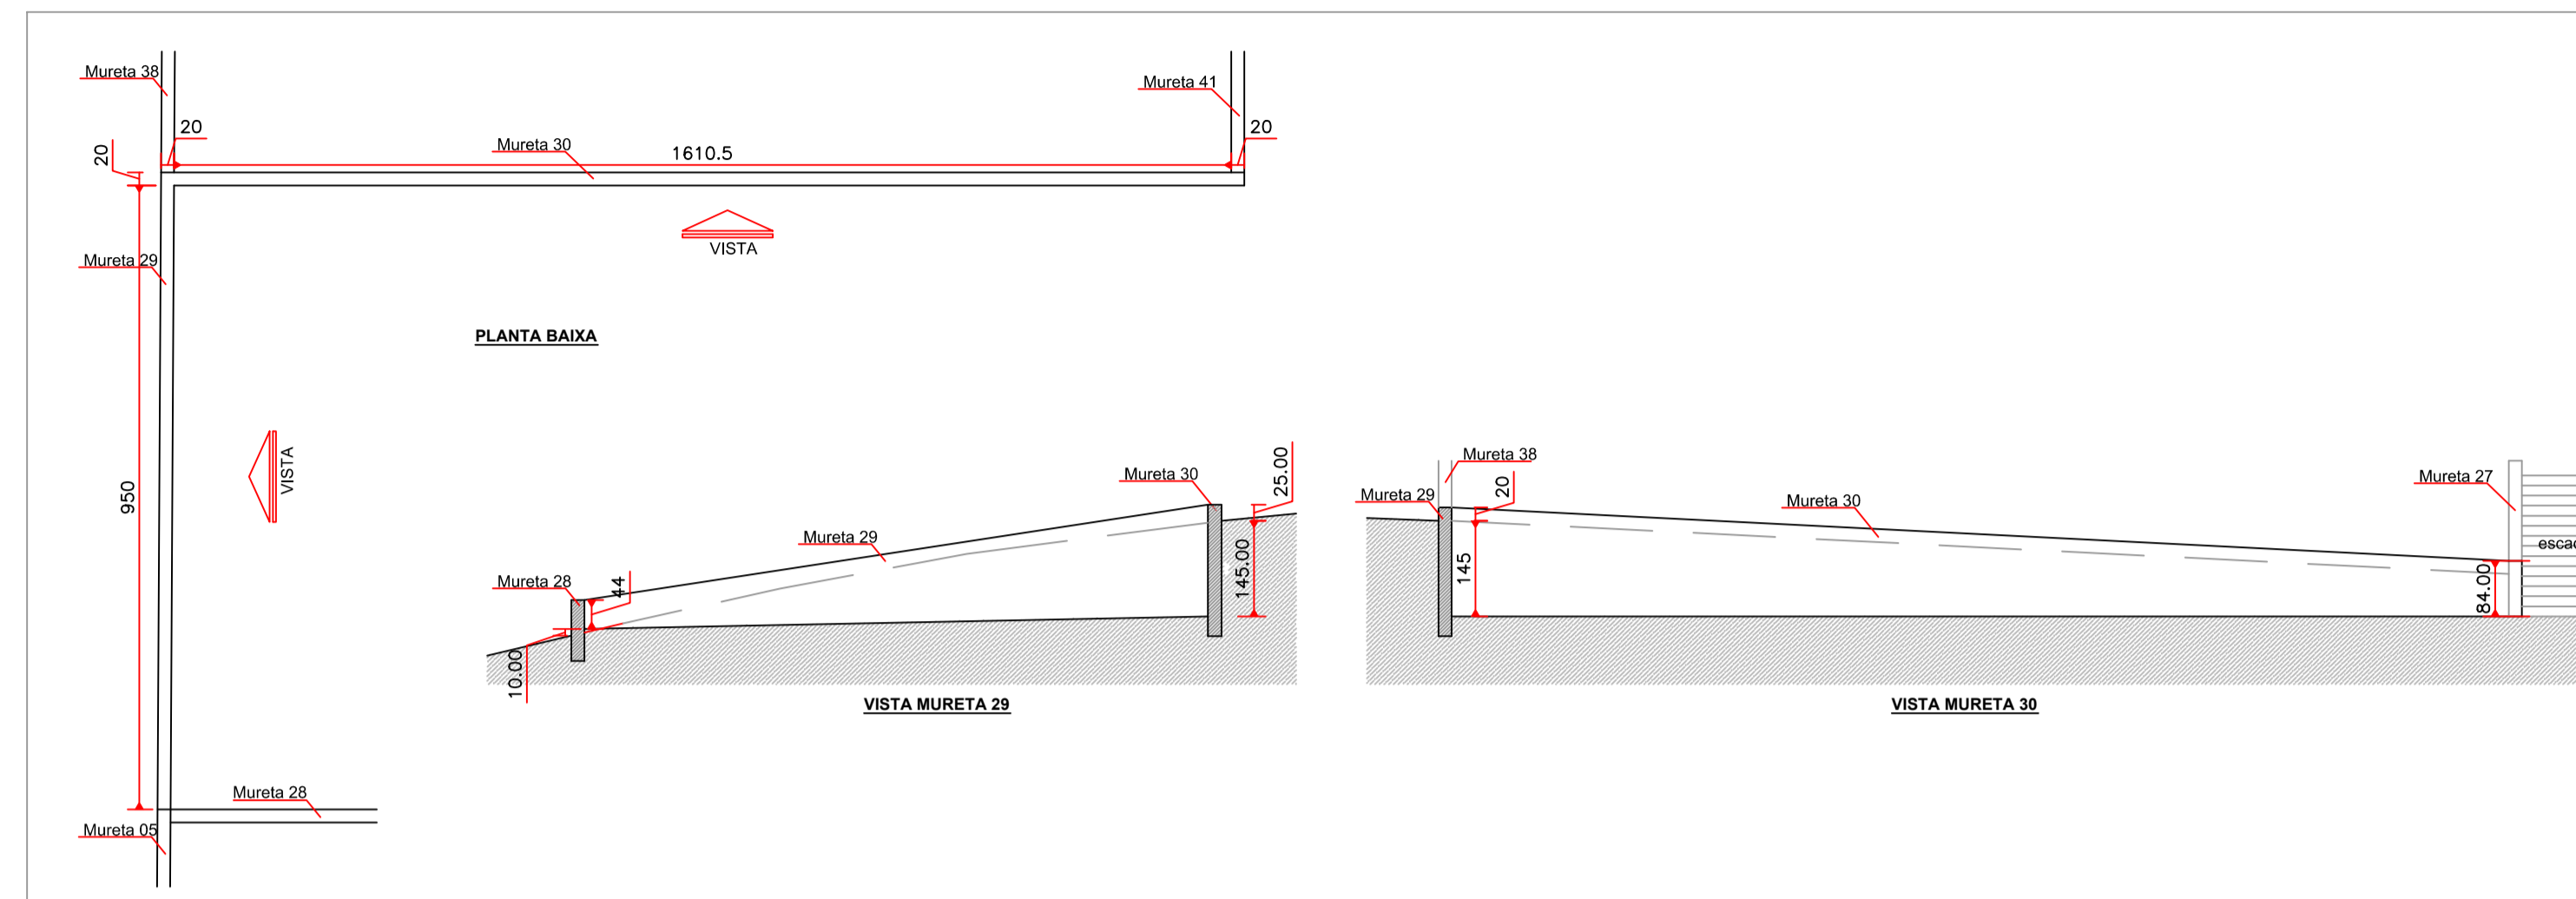 Mureta 38
Mureta 41
20
20
20
Mureta 30
1610.5
VISTA
Mureta 29
PLANTA BAIXA
VISTA
950
Mureta 28
Mureta 05
Mureta 30
25.00
Mureta 29
145.00
Mureta 28
44
10.00
VISTA MURETA 29
Mureta 38
Mureta 29
20
Mureta 30
Mureta 27
145
84.00
VISTA MURETA 30